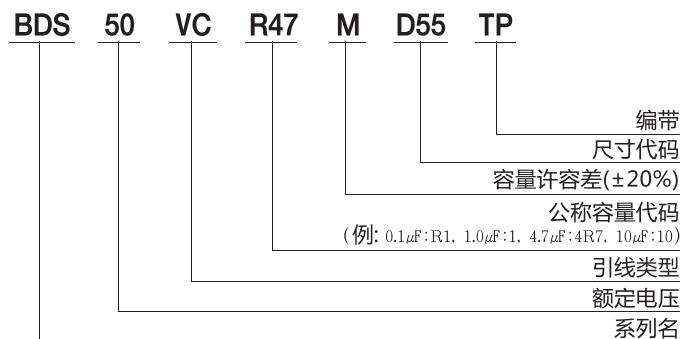 BDS 50 VC R47 M D55 TP
编带
尺寸代码
容量许容差(±20%)
公称容量代码
(例: 0.1μF:R1, 1.0μF:1, 4.7μF:4R7, 10μF:10)
引线类型
额定电压
系列名